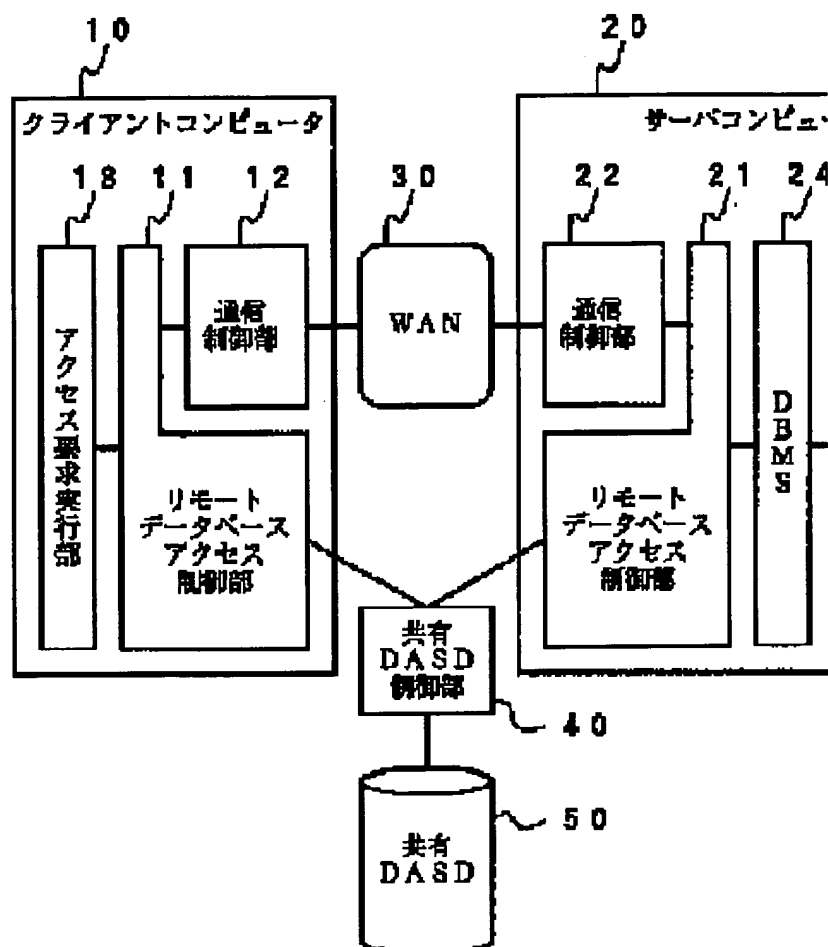 10
20
クライアントコンピュータ
サーバコンピュー
18
11
12
30
22
21
24
アクセス要求実行部
通信
制御部
WAN
通信
制御部
DBMS
リモート
データベース
アクセス
制御部
リモート
データベース
アクセス
制御部
共有
DASD
制御部
40
50
共有
DASD